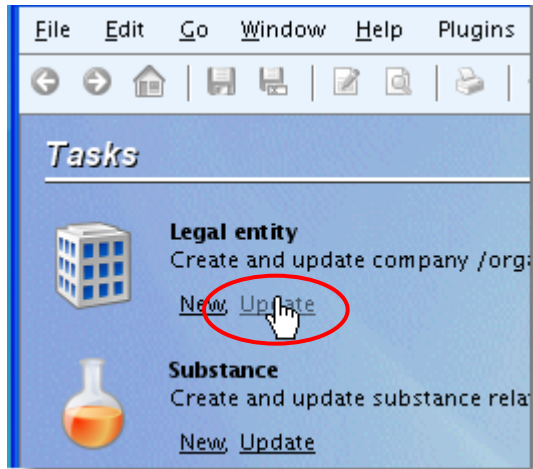 File Edit Go Window Help Plugins
Tasks
Legal entity
Create and update company /orga
New, Update
Substance
Create and update substance rela
New, Update